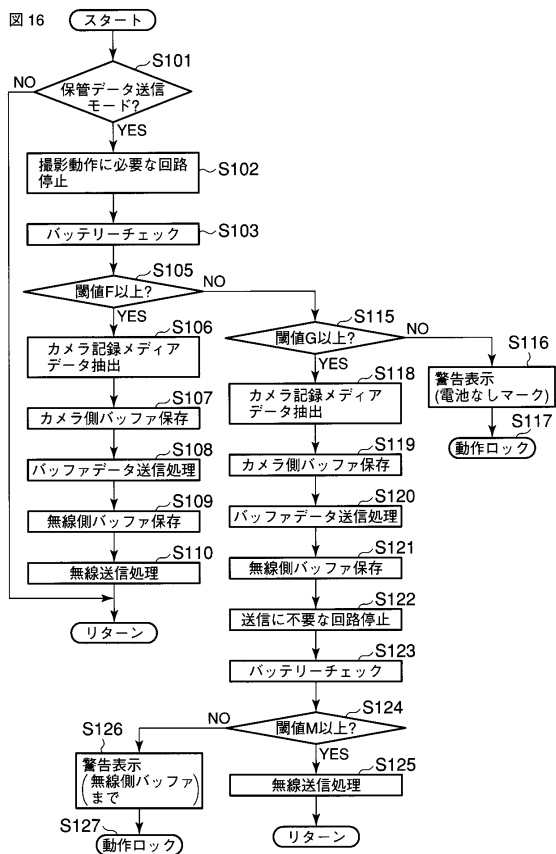 図 16
スタート
S101
保管データ送信
モード?
NO
YES
撮影動作に必要な回路
停止
S102
バッテリーチェック
S103
S105
閾値F以上?
NO
YES
S106
カメラ記録メディア
データ抽出
S107
カメラ側バッファ保存
S108
バッファデータ送信処理
S109
無線側バッファ保存
S110
無線送信処理
リターン
S115
閾値G以上?
NO
YES
S116
警告表示
(電池なしマーク)
S117
動作ロック
S118
カメラ記録メディア
データ抽出
S119
カメラ側バッファ保存
S120
バッファデータ送信処理
S121
無線側バッファ保存
S122
送信に不要な回路停止
S123
バッテリーチェック
S124
閾値M以上?
NO
YES
S125
無線送信処理
リターン
S126
警告表示
(無線側バッファ
まで)
S127
動作ロック